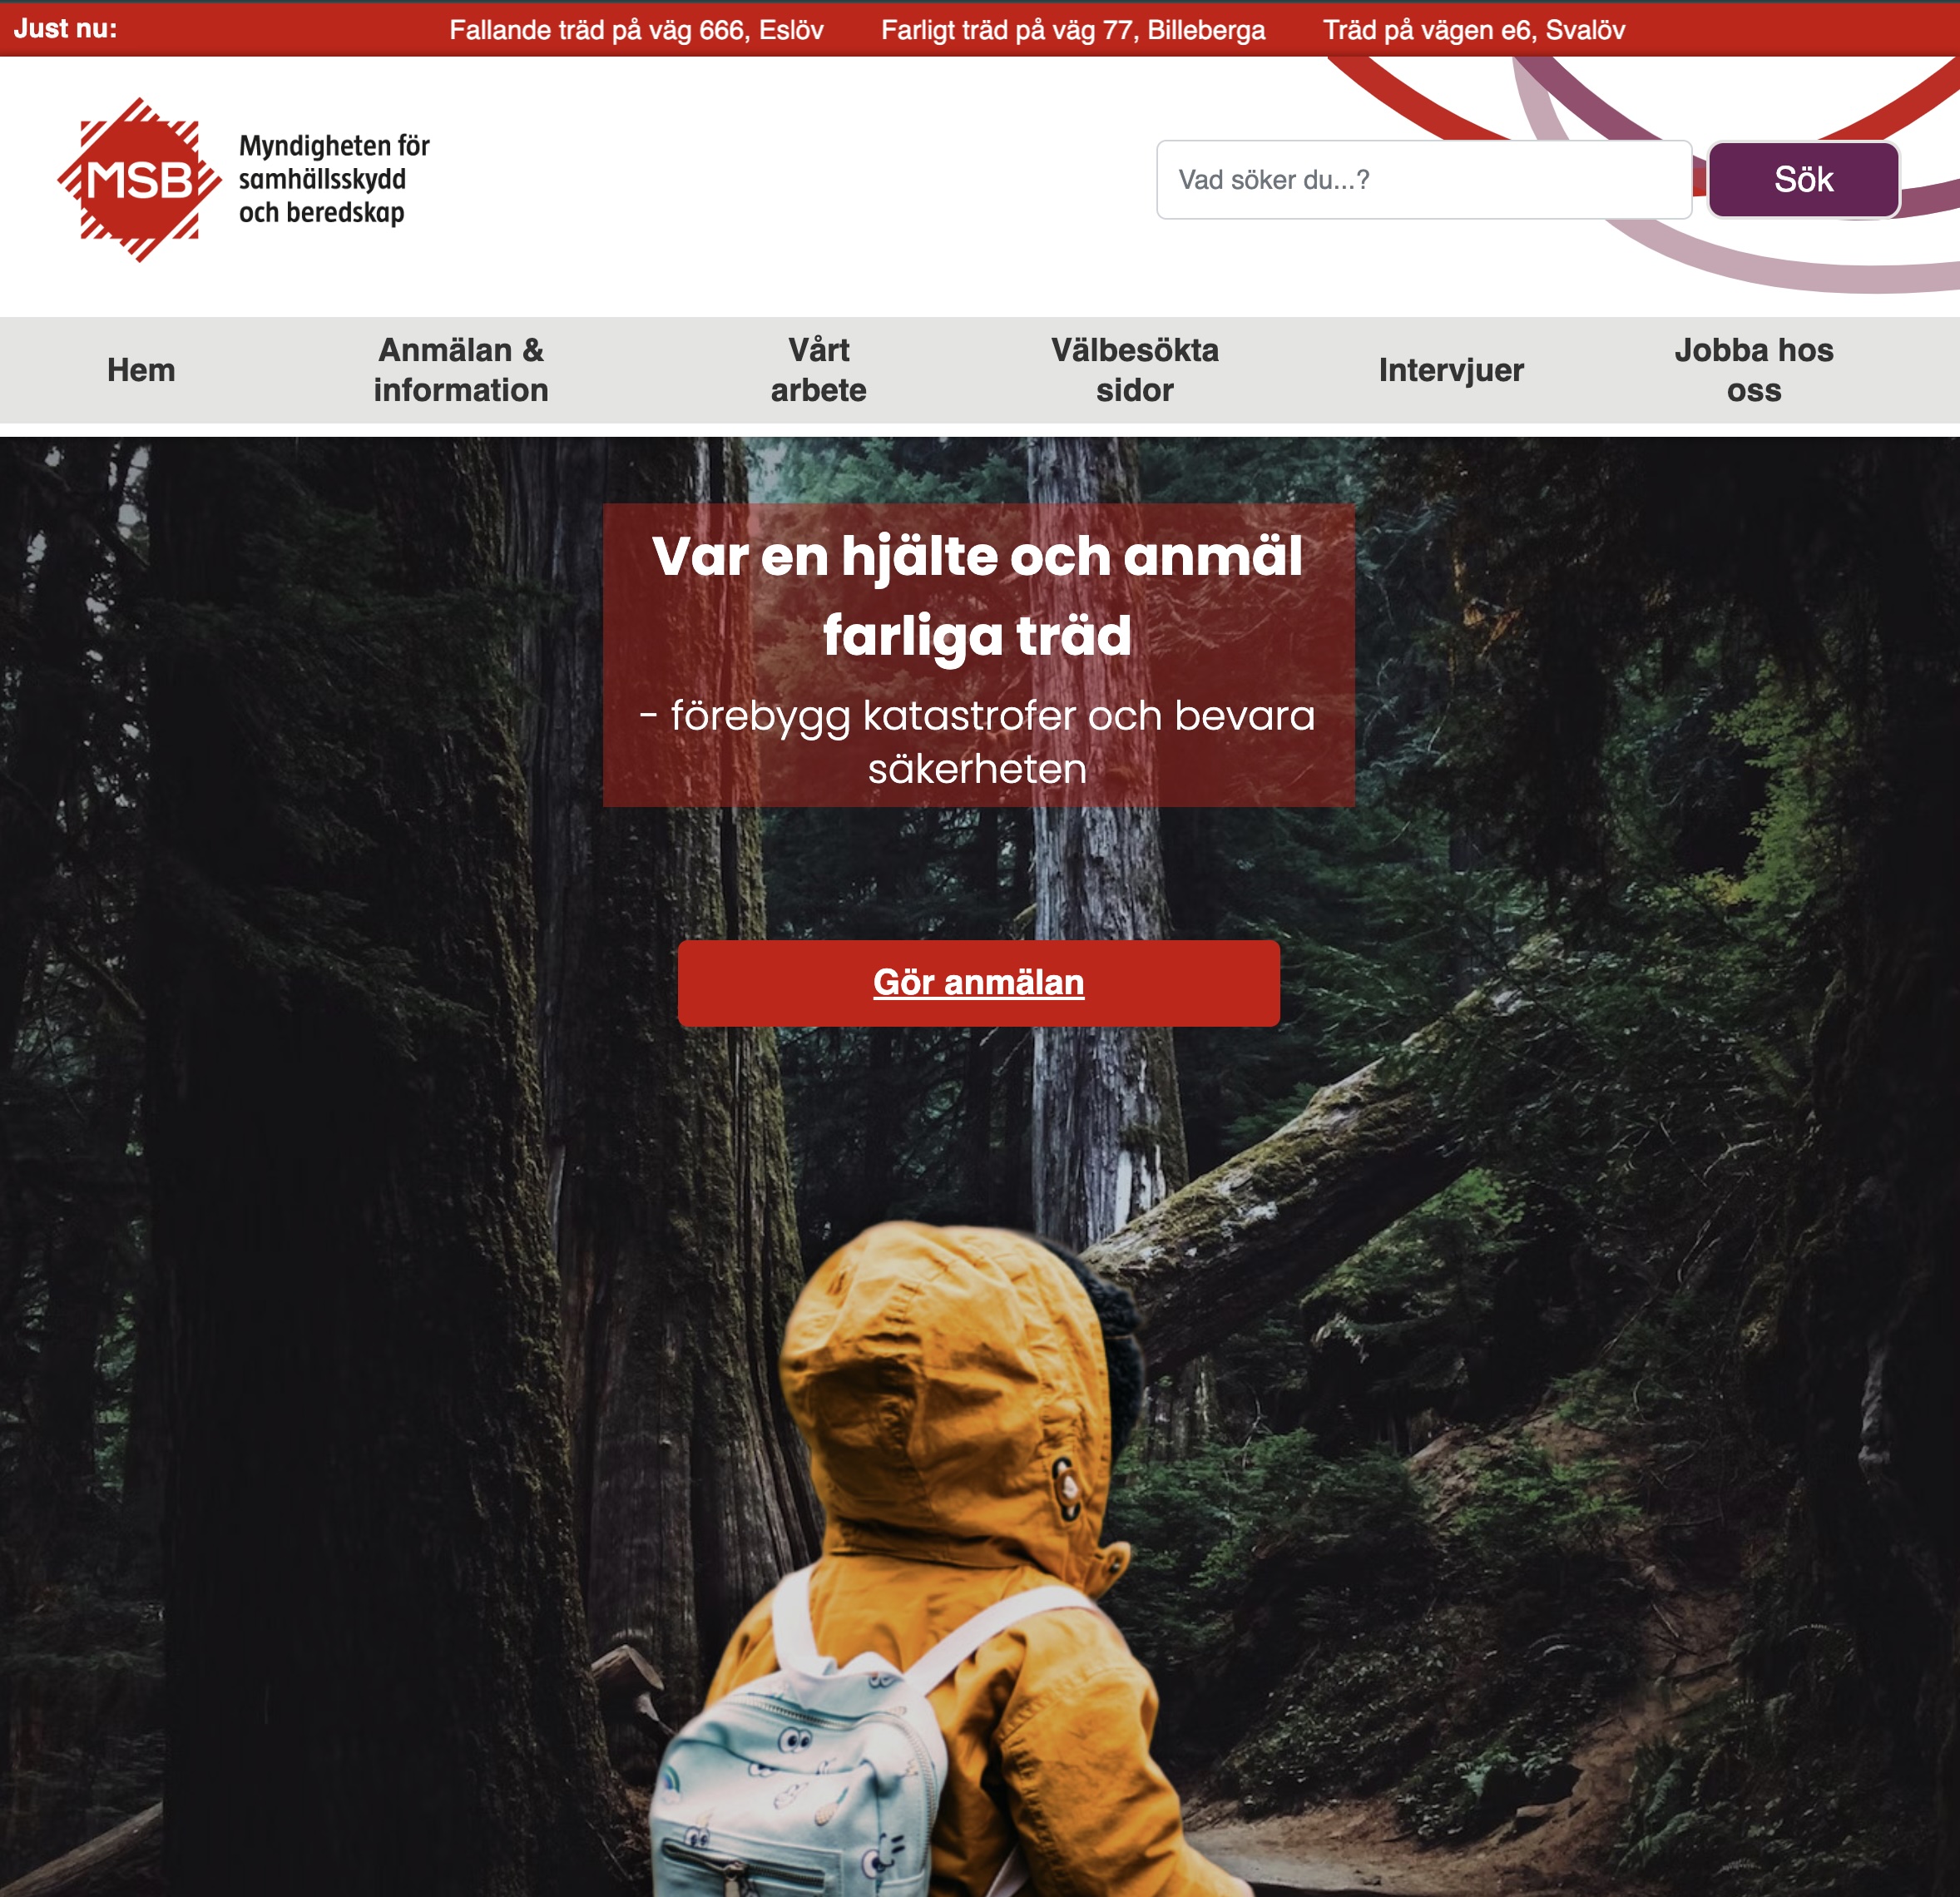 Just nu:
Fallande träd på väg 666, Eslöv
Farligt träd på väg 77, Billeberga
Träd på vägen e6, Svalöv
MSB
Myndigheten för
samhällsskydd
och beredskap
Vad söker du...?
Sök
Hem
Anmälan &
information
Vårt
arbete
Välbesökta
sidor
Intervjuer
Jobba hos
oss
Var en hjälte och anmäl
farliga träd
- förebygg katastrofer och bevara
säkerheten
Gör anmälan